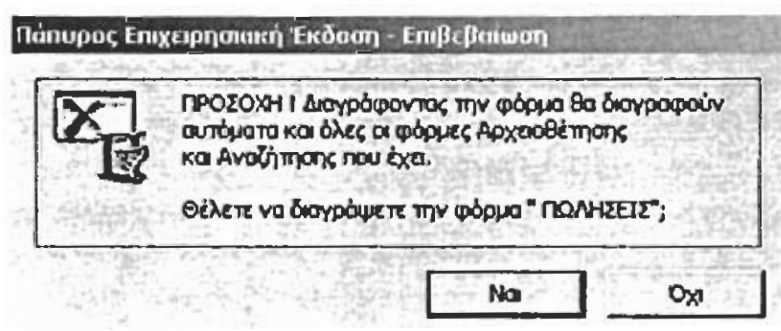 Πάπυρος Επιχειρησιακή Έκδοση - Επιβεβαίωση
ΠΡΟΣΟΧΗ ! Διαγράφοντας την φόρμα θα διαγραφούν
αυτόματα και όλες οι φόρμες Αρχειοθέτησης
και Αναζήτησης που έχει.
Θέλετε να διαγράψετε την φόρμα " ΠΩΛΗΣΕΙΣ";
Ναι
Όχι